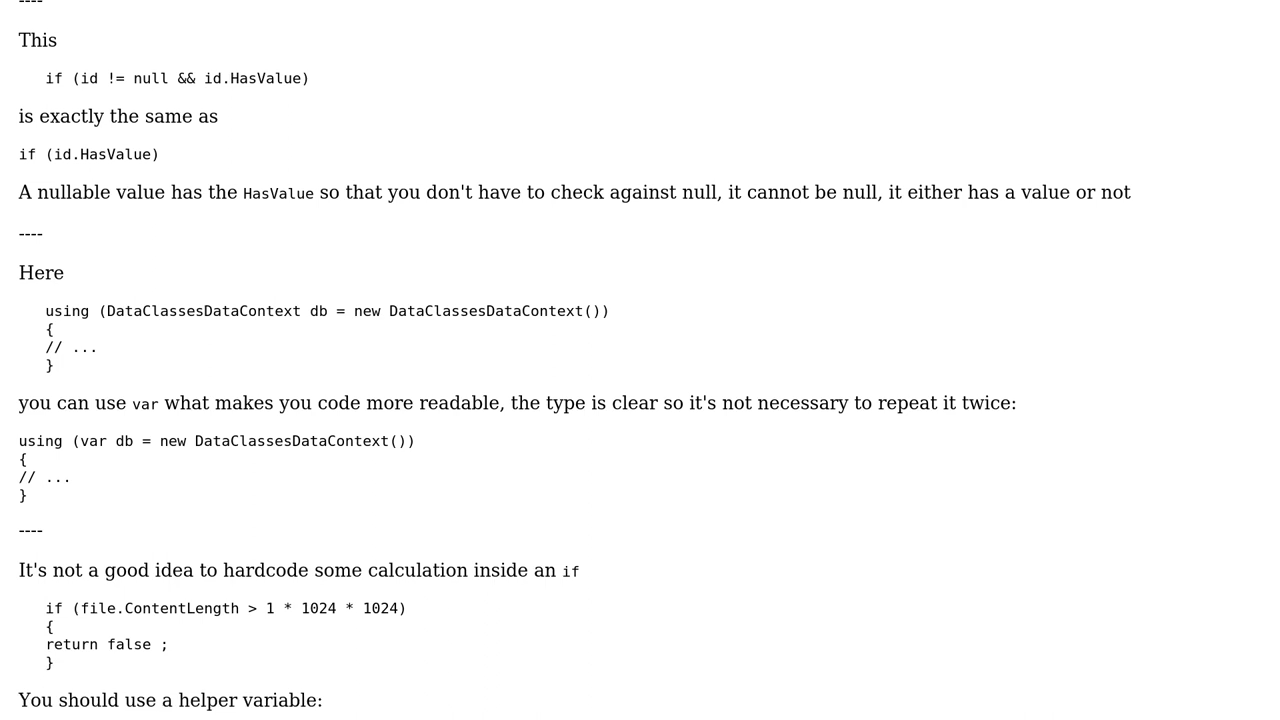 ----
This
if (id != null && id.HasValue)
is exactly the same as
if (id.HasValue)
A nullable value has the HasValue so that you don't have to check against null, it cannot be null, it either has a value or not
----
Here
using (DataClassesDataContext db = new DataClassesDataContext())
{
// ...
}
you can use var what makes you code more readable, the type is clear so it's not necessary to repeat it twice:
using (var db = new DataClassesDataContext())
{
// ...
}
----
It's not a good idea to hardcode some calculation inside an if
if (file.ContentLength > 1 * 1024 * 1024)
{
return false ;
}
You should use a helper variable: